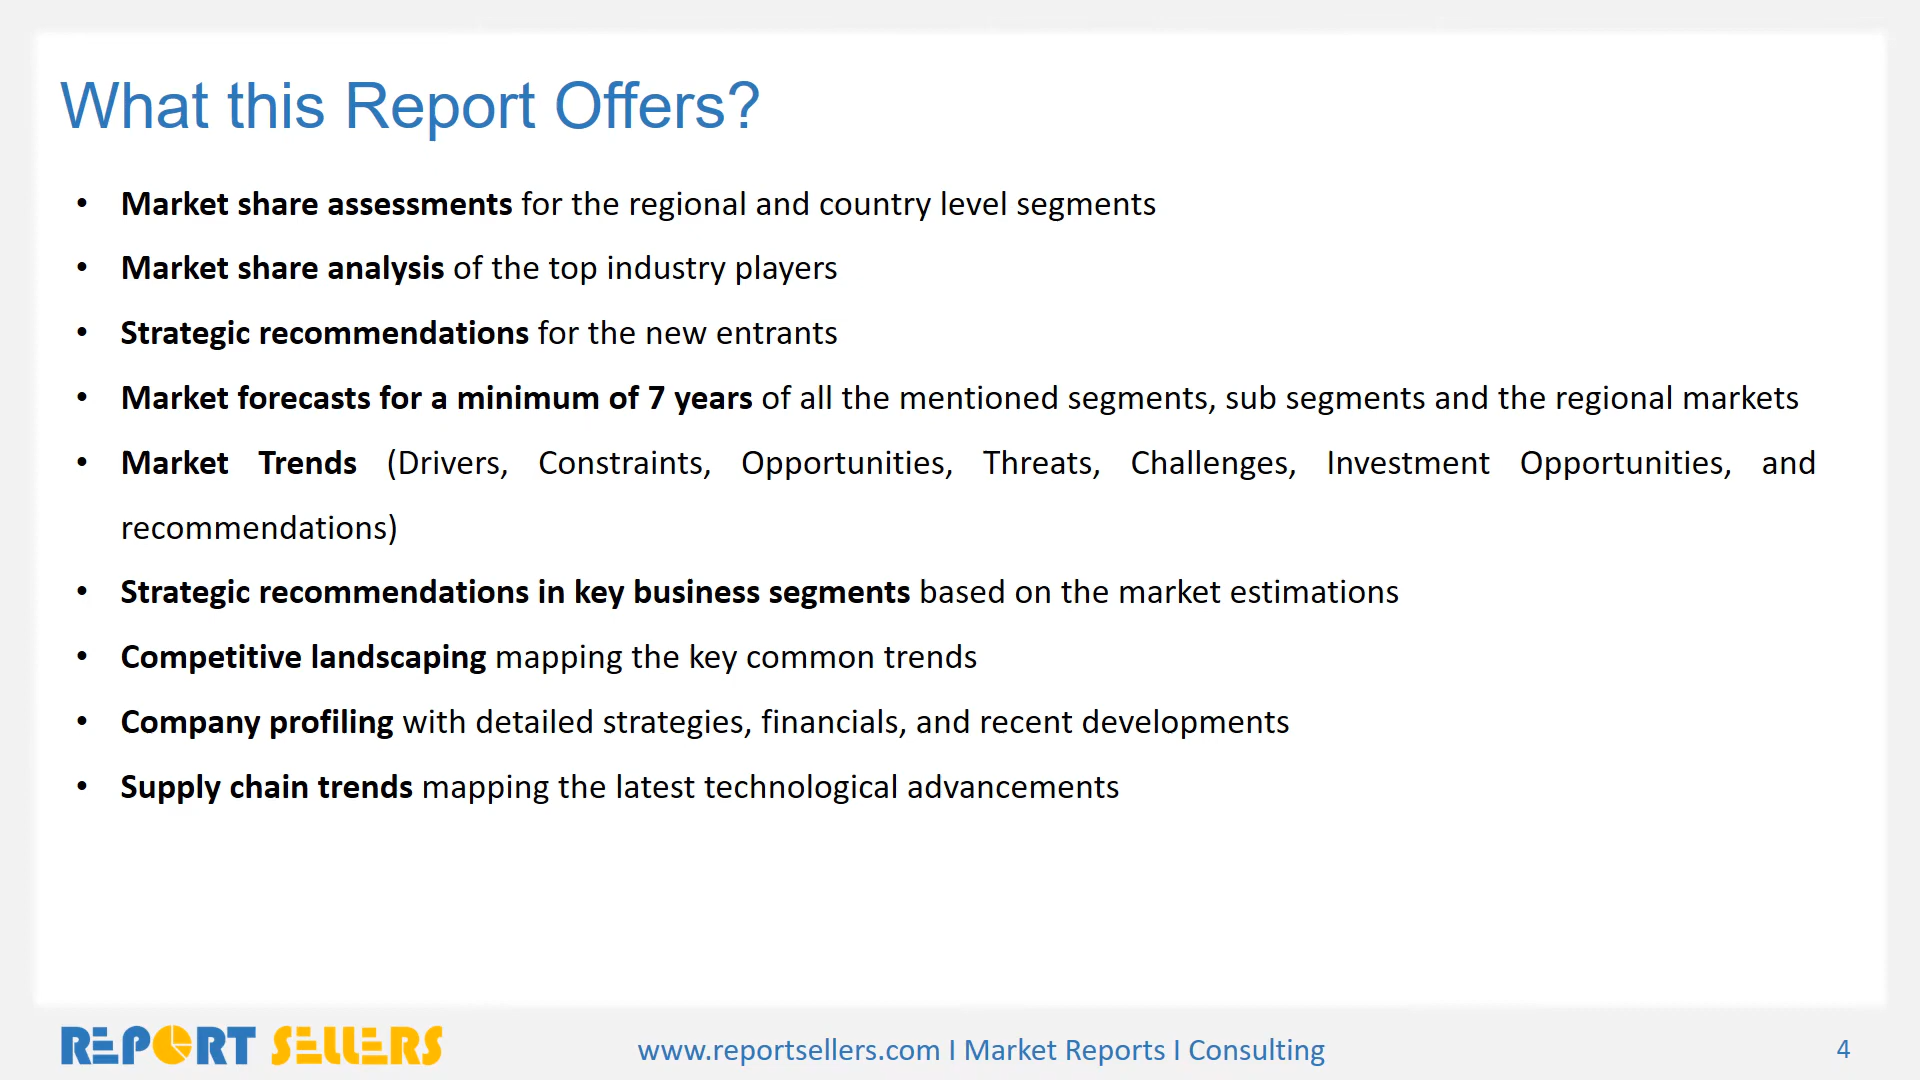 What this Report Offers?
• Market share assessments for the regional and country level segments
• Market share analysis of the top industry players
• Strategic recommendations for the new entrants
• Market forecasts for a minimum of 7 years of all the mentioned segments, sub segments and the regional markets
• Market Trends (Drivers, Constraints, Opportunities, Threats, Challenges, Investment Opportunities, and
recommendations)
• Strategic recommendations in key business segments based on the market estimations
• Competitive landscaping mapping the key common trends
• Company profiling with detailed strategies, financials, and recent developments
• Supply chain trends mapping the latest technological advancements
REPORT SELLERS
www.reportsellers.com I Market Reports I Consulting
4